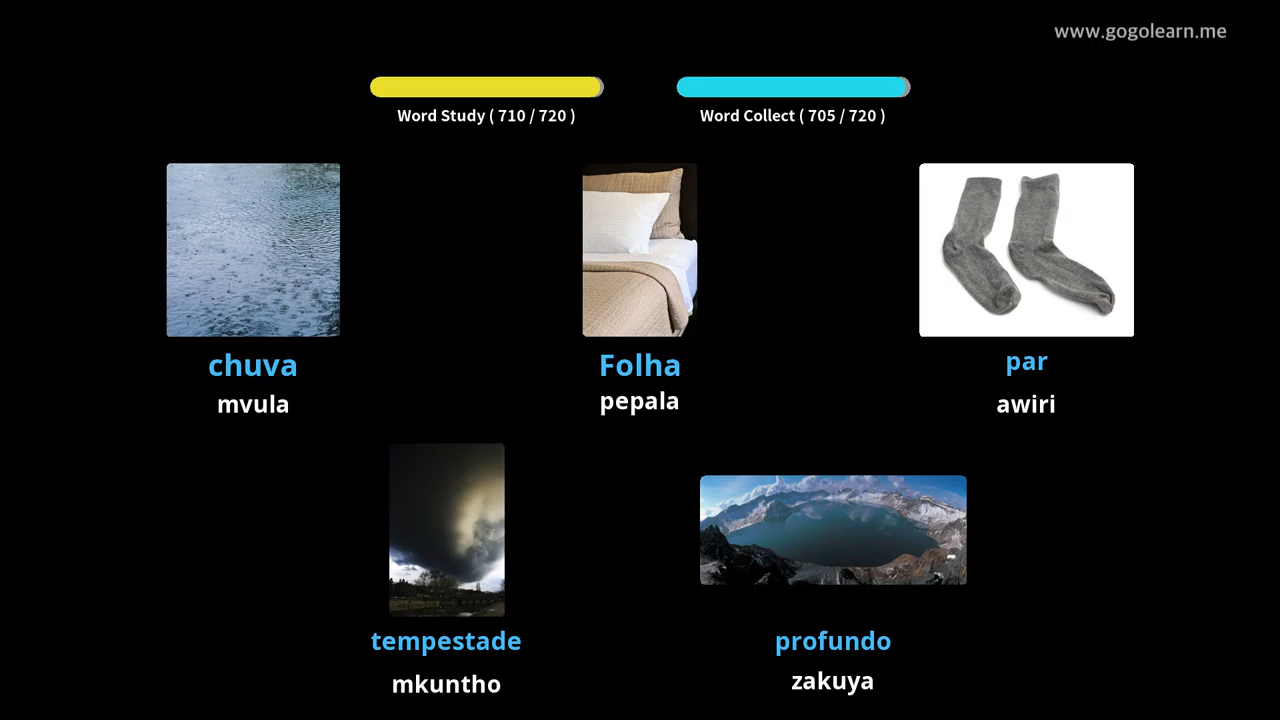 www.gogolearn.me
Word Study ( 710 / 720 )
Word Collect ( 705 / 720 )
chuva
mvula
Folha
pepala
par
awiri
tempestade
mkuntho
profundo
zakuya